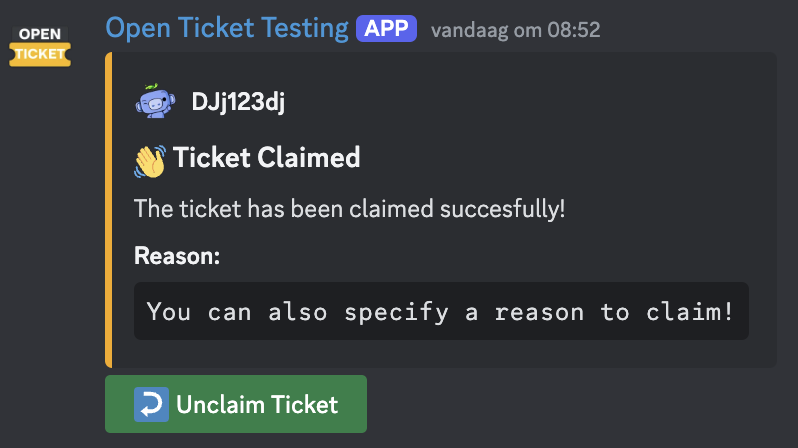 OPEN
TICKET
Open Ticket Testing APP vandaag om 08:52
DJj123dj
👋 Ticket Claimed
The ticket has been claimed succesfully!
Reason:
You can also specify a reason to claim!
↩️ Unclaim Ticket